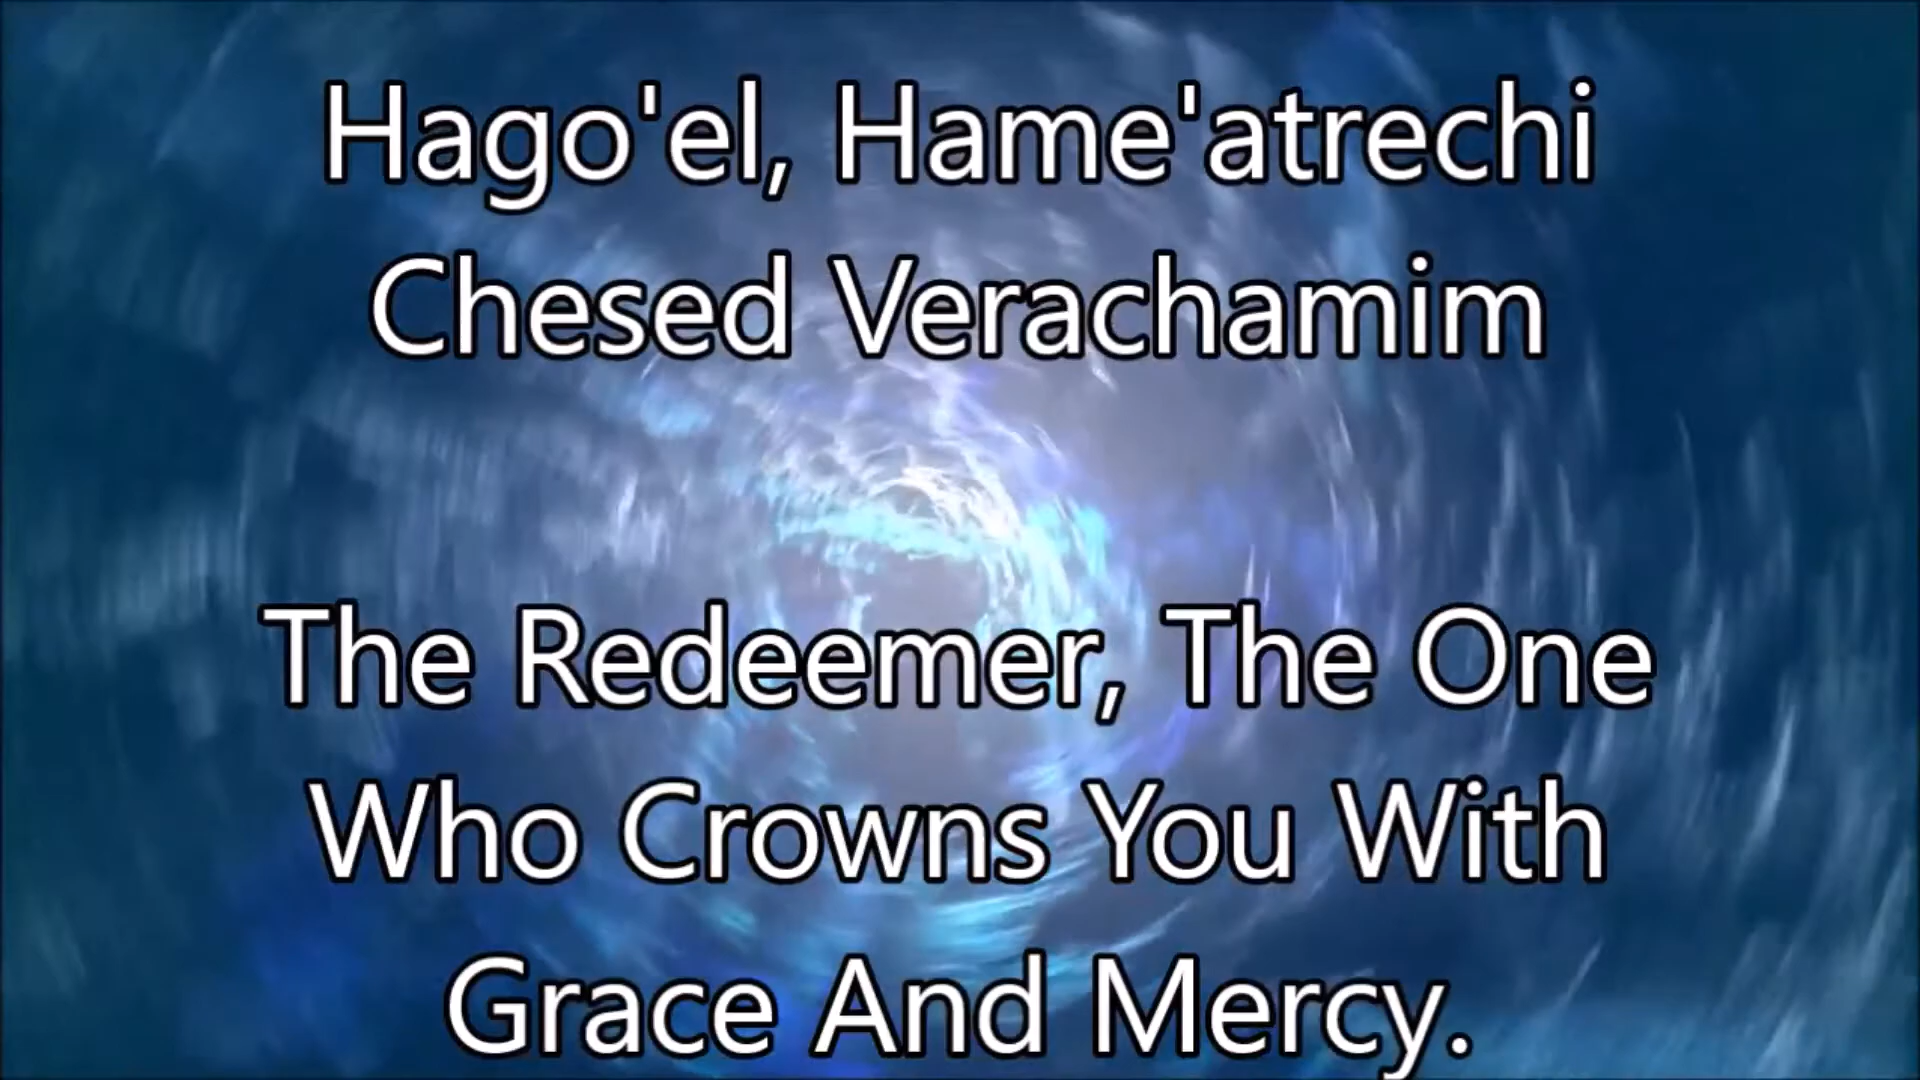 Hago'el, Hame'atrechi
Chesed Verachamim
The Redeemer, The One
Who Crowns You With
Grace And Mercy.